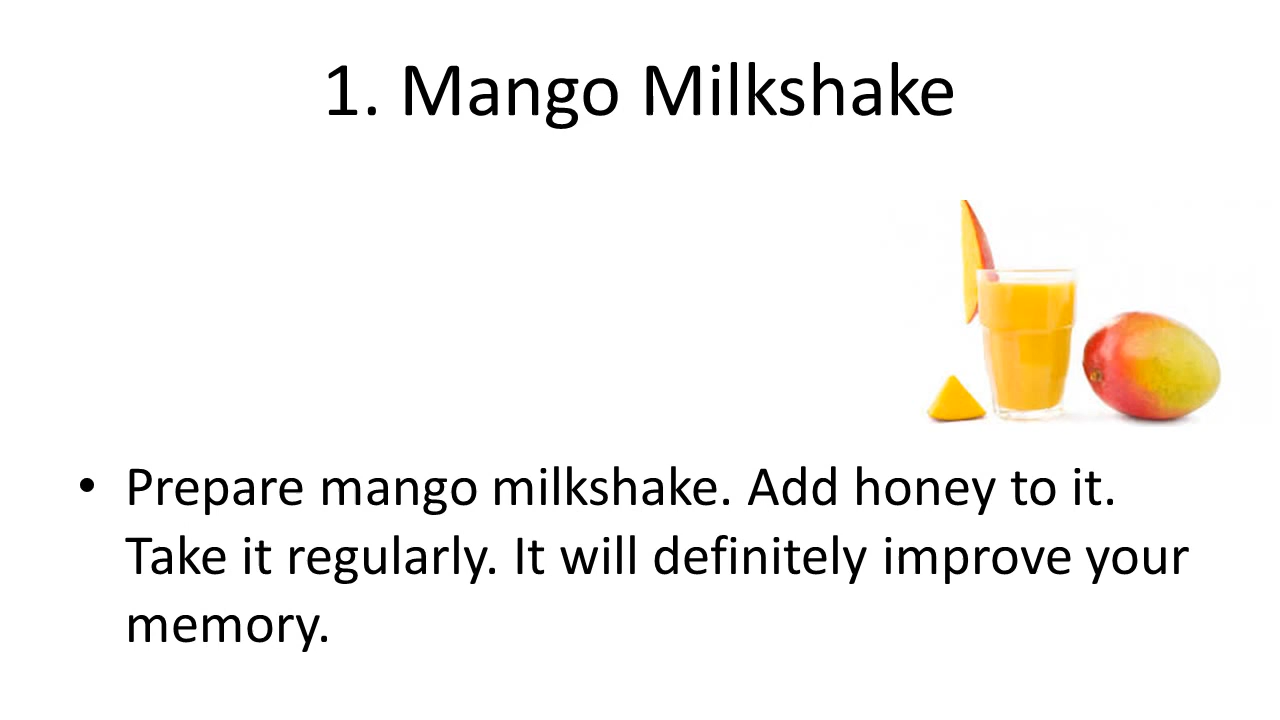 1. Mango Milkshake
• Prepare mango milkshake. Add honey to it.
Take it regularly. It will definitely improve your
memory.